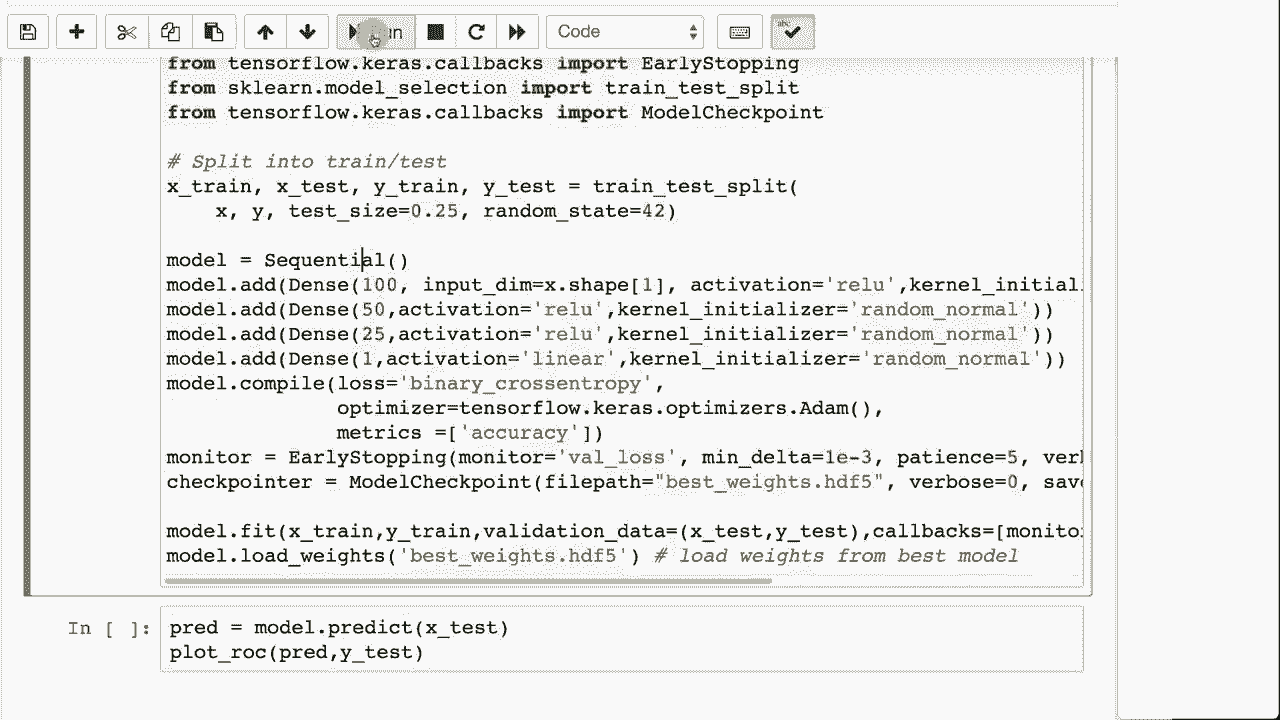 Run
Code
from tensorflow.keras.callbacks import EarlyStopping
from sklearn.model_selection import train_test_split
from tensorflow.keras.callbacks import ModelCheckpoint
# Split into train/test
x_train, x_test, y_train, y_test = train_test_split(
x, y, test_size=0.25, random_state=42)
model = Sequential()
model.add(Dense(100, input_dim=x.shape[1], activation='relu',kernel_initial
model.add(Dense(50,activation='relu',kernel_initializer='random_normal'))
model.add(Dense(25,activation='relu',kernel_initializer='random_normal'))
model.add(Dense(1,activation='linear',kernel_initializer='random_normal'))
model.compile(loss='binary_crossentropy',
optimizer=tensorflow.keras.optimizers.Adam(),
metrics =['accuracy'])
monitor = EarlyStopping(monitor='val_loss', min_delta=1e-3, patience=5, ver
checkpointer = ModelCheckpoint(filepath="best_weights.hdf5", verbose=0, sav
model.fit(x_train,y_train,validation_data=(x_test,y_test),callbacks=[monito
model.load_weights('best_weights.hdf5') # load weights from best model
In [ ]: pred = model.predict(x_test)
plot_roc(pred,y_test)